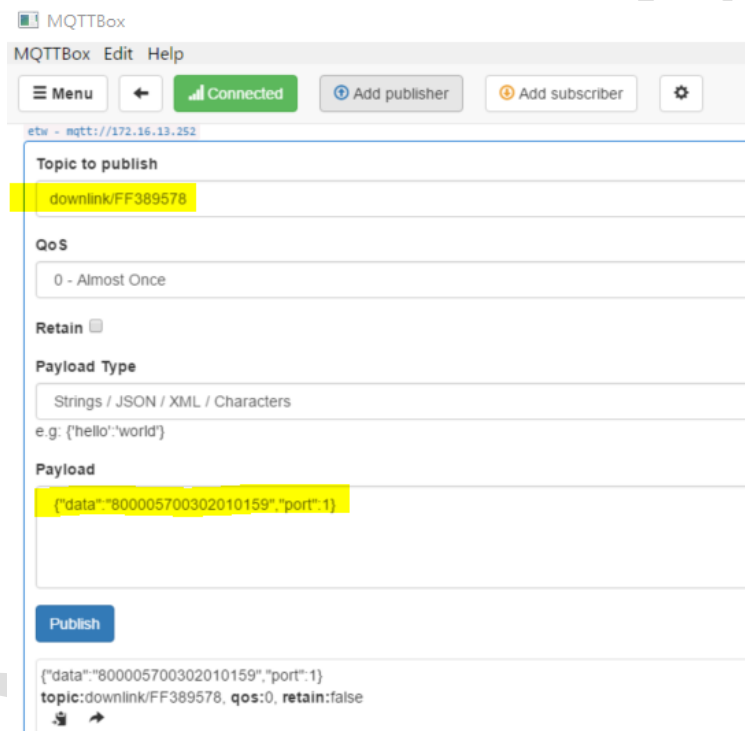 MQTTBox
MQTTBox Edit Help
Menu Connected Add publisher Add subscriber
etw - mqtt://172.16.13.252
Topic to publish
downlink/FF389578
QoS
0 - Almost Once
Retain
Payload Type
Strings / JSON / XML / Characters
e.g: {'hello':'world'}
Payload
{"data":"800005700302010159","port":1}
Publish
{"data":"800005700302010159","port":1}
topic:downlink/FF389578, qos:0, retain:false